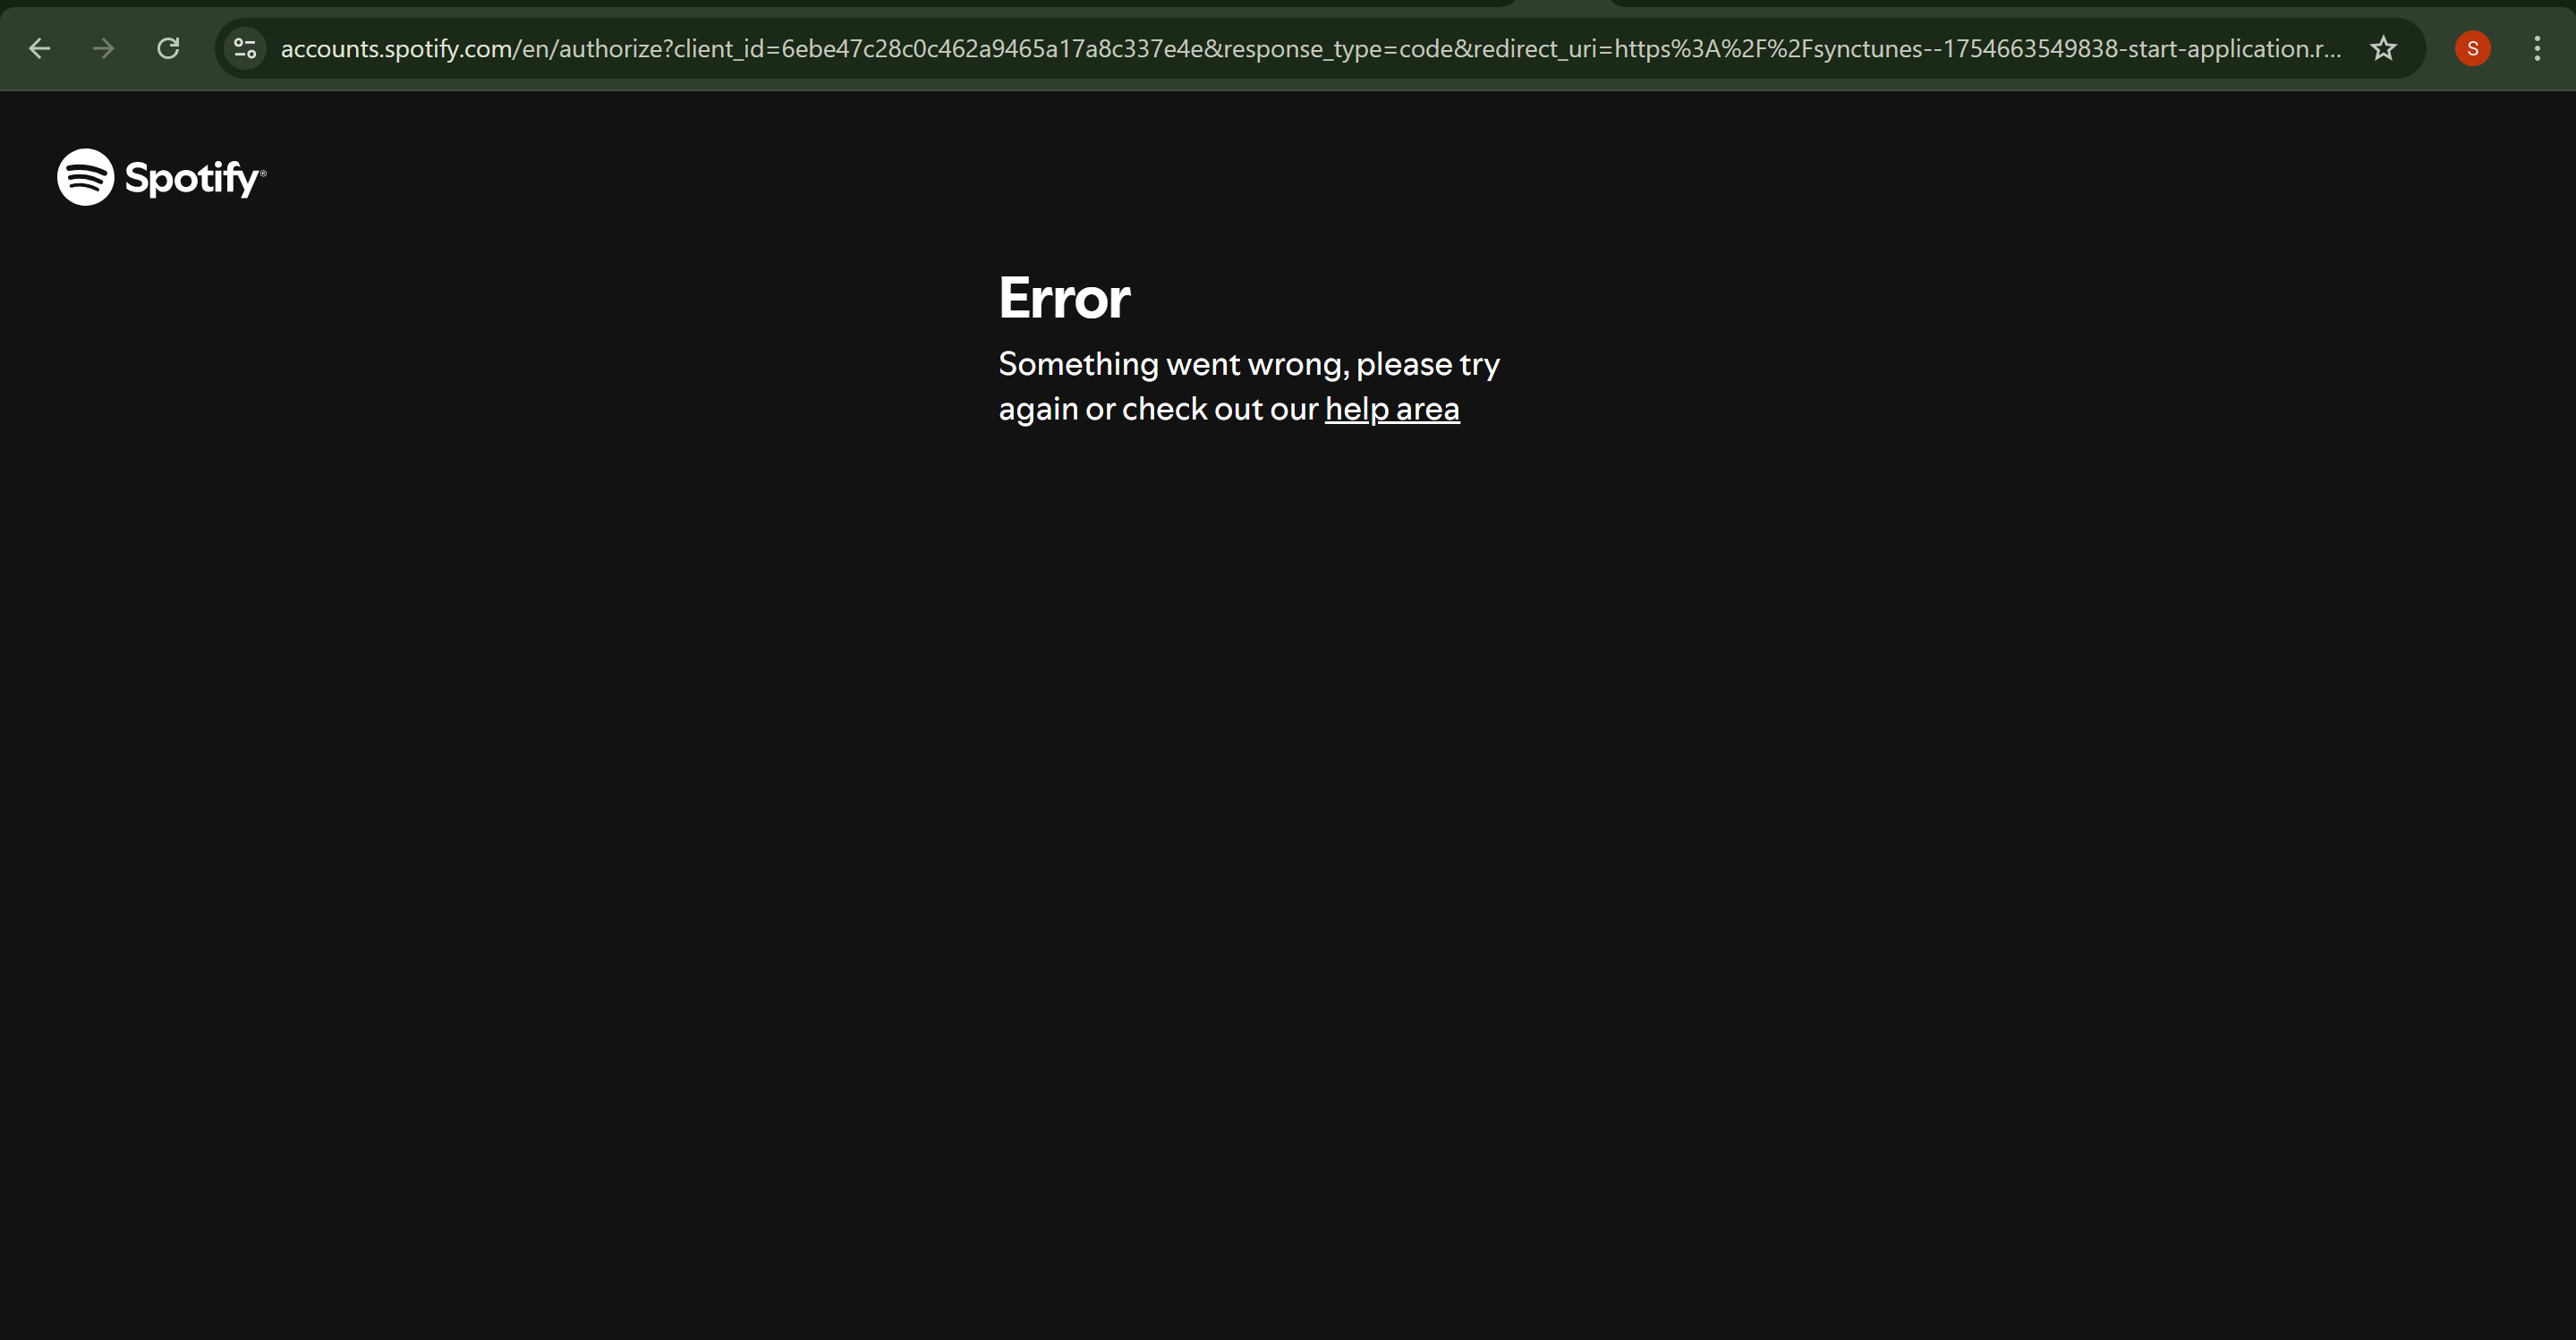 accounts.spotify.com/en/authorize?client_id=6ebe47c28c0c462a9465a17a8c337e4e&response_type=code&redirect_uri=https%3A%2F%2Fsynctunes--1754663549838-start-application.r...
S
Spotify®
Error
Something went wrong, please try
again or check out our help area